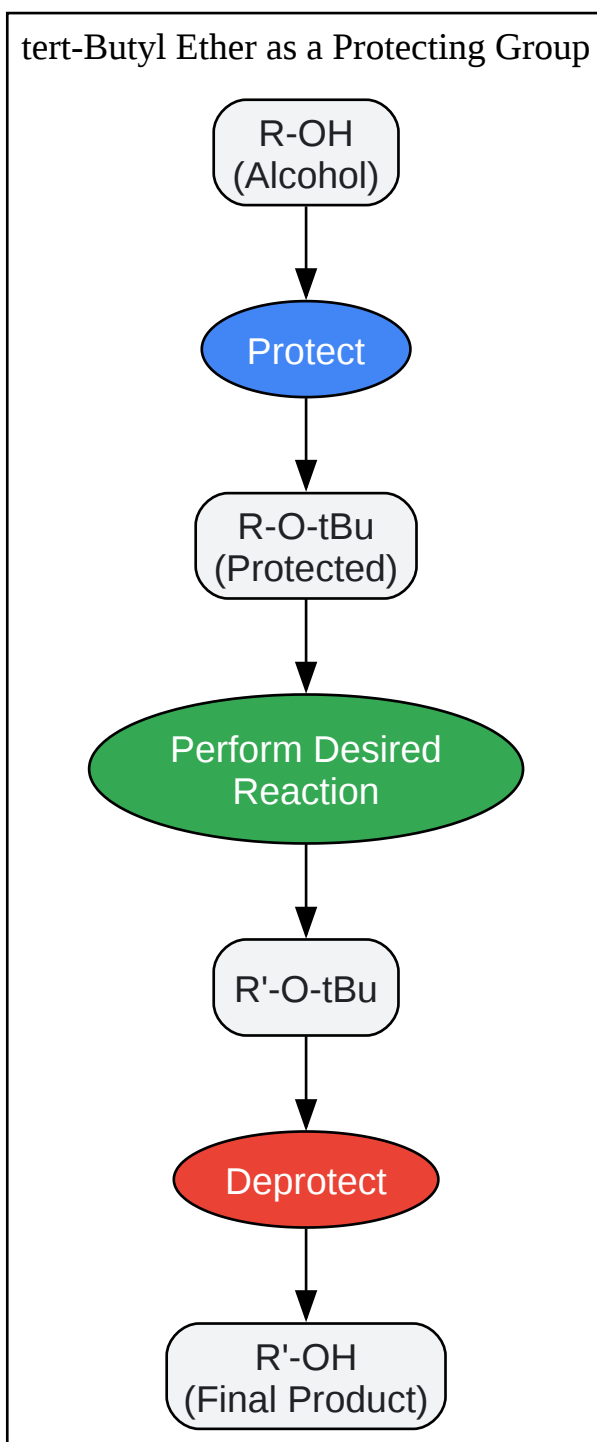 tert-Butyl Ether as a Protecting Group
R-OH
(Alcohol)
Protect
R-O-tBu
(Protected)
Perform Desired
Reaction
R'-O-tBu
Deprotect
R'-OH
(Final Product)